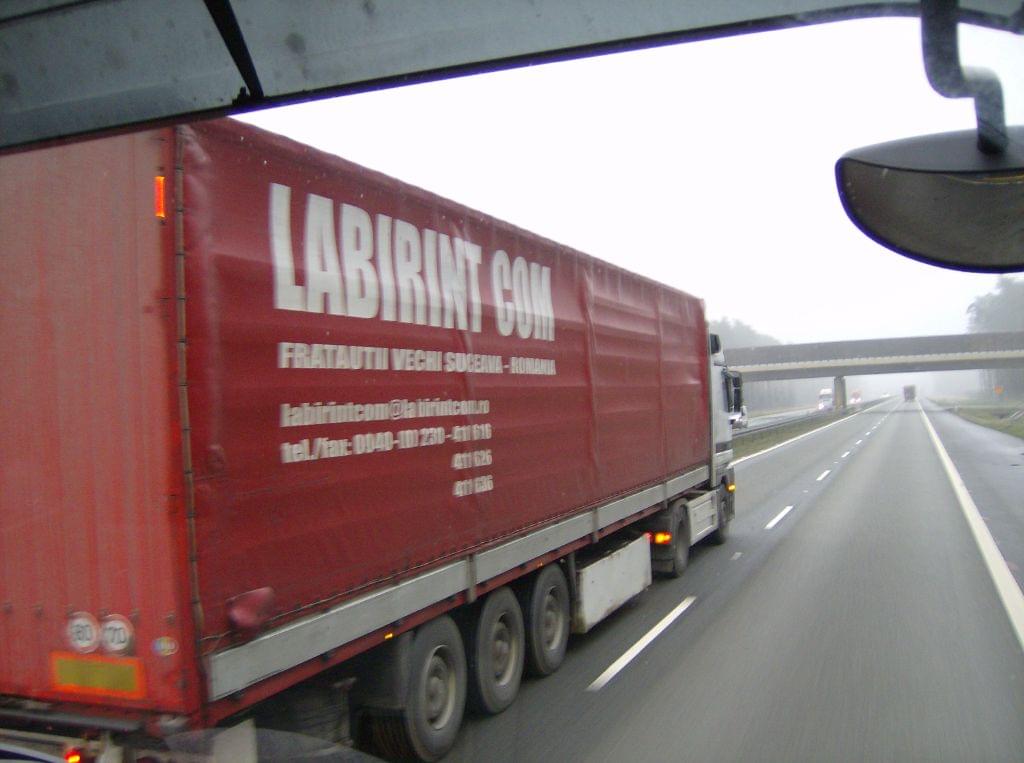 LABIRINT COM
FRATAUTII VECHI SUCEAVA - ROMANIA
labirintcom@labirintcom.ro
tel./fax: 0040-(0) 230 - 411 616
411 626
411 636
80 70